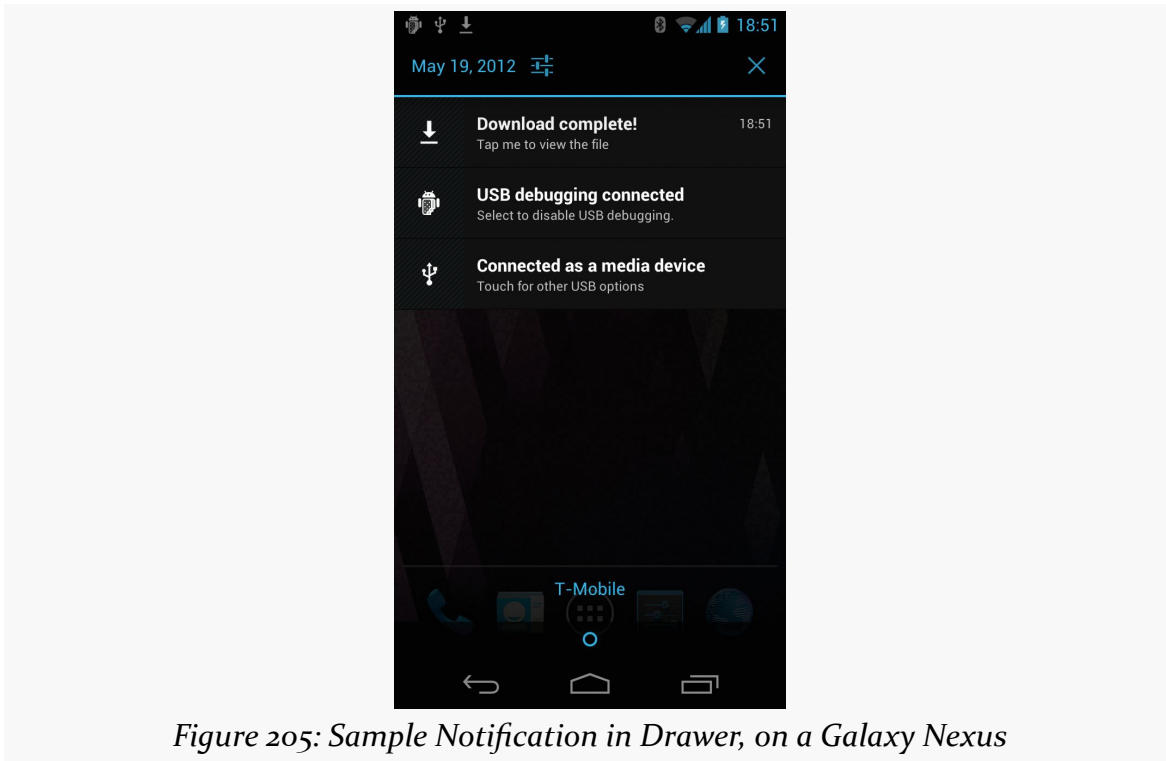 18:51
May 19, 2012
Download complete! 18:51
Tap me to view the file
USB debugging connected
Select to disable USB debugging.
Connected as a media device
Touch for other USB options
T-Mobile
Figure 205: Sample Notification in Drawer, on a Galaxy Nexus